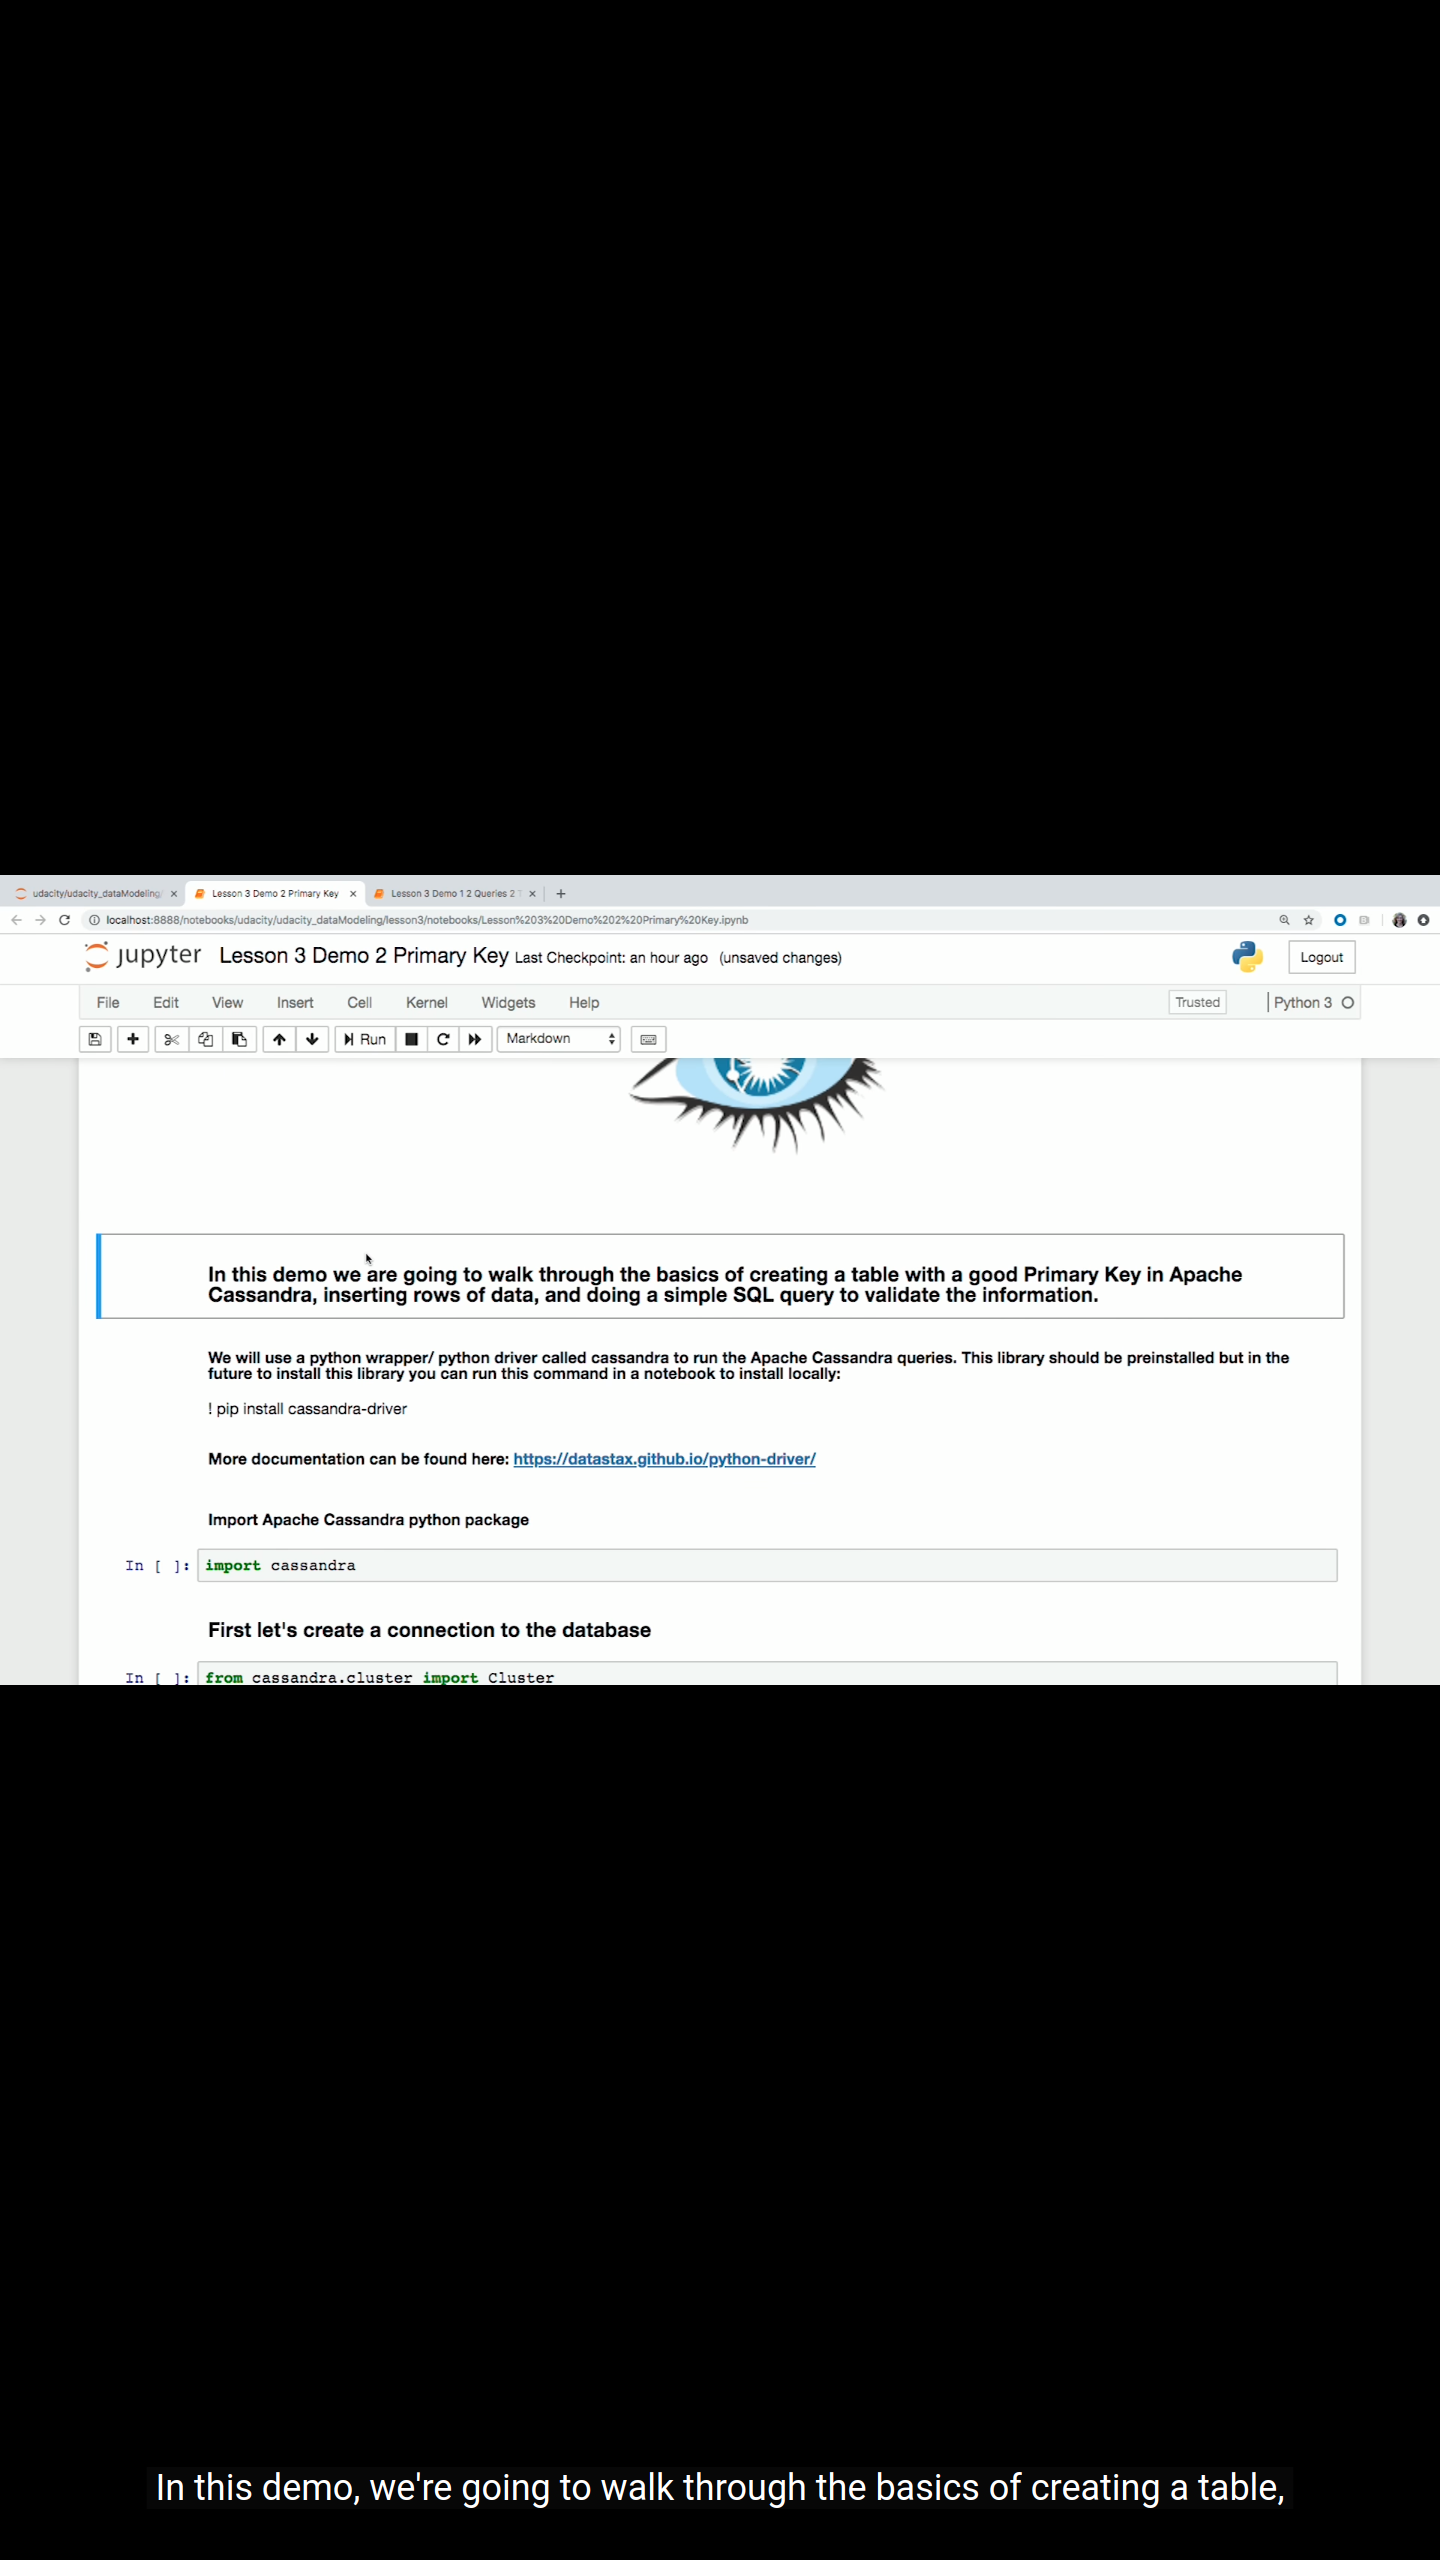 udacity/udacity_dataModeling/
Lesson 3 Demo 2 Primary Key
Lesson 3 Demo 1 2 Queries 2
localhost:8888/notebooks/udacity/udacity_dataModeling/lesson3/notebooks/Lesson%203%20Demo%202%20Primary%20Key.ipynb
jupyter Lesson 3 Demo 2 Primary Key Last Checkpoint: an hour ago (unsaved changes)
Logout
File Edit View Insert Cell Kernel Widgets Help
Trusted
Python 3
Run
Markdown
In this demo we are going to walk through the basics of creating a table with a good Primary Key in Apache
Cassandra, inserting rows of data, and doing a simple SQL query to validate the information.
We will use a python wrapper/ python driver called cassandra to run the Apache Cassandra queries. This library should be preinstalled but in the
future to install this library you can run this command in a notebook to install locally:
! pip install cassandra-driver
More documentation can be found here: https://datastax.github.io/python-driver/
Import Apache Cassandra python package
In [ ]: import cassandra
First let's create a connection to the database
In [ ]: from cassandra.cluster import Cluster
In this demo, we're going to walk through the basics of creating a table,